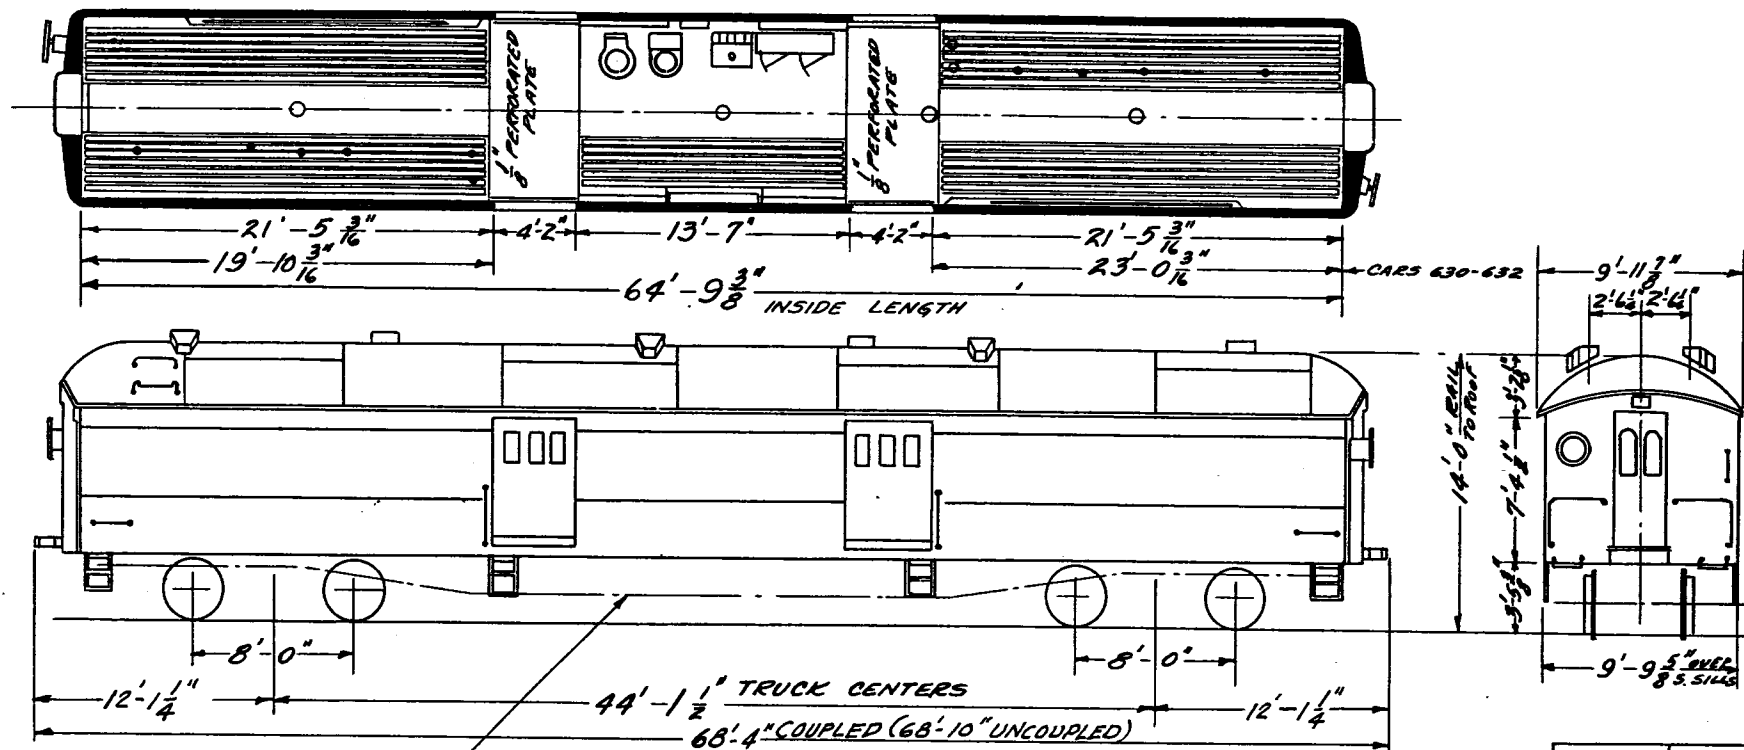 1/8" PERFORATED PLATE
1/8" PERFORATED PLATE
21'-5 3/16" 4'-2" 13'-7" 4'-2" 21'-5 3/16"
19'-10 3/16" 23'-0 3/16" CARS 630-632
64'-9 3/8" INSIDE LENGTH
9'-11 7/8"
2'-6 1/4" 2'-6 1/4"
14'-0" RAIL TO ROOF
7'-4 1/2"
8'-0" 8'-0"
9'-9 5/8" OVER S. SILLS
12'-1 1/4" 44'-1 1/2" TRUCK CENTERS 12'-1 1/4"
68'-4" COUPLED (68'-10" UNCOUPLED)